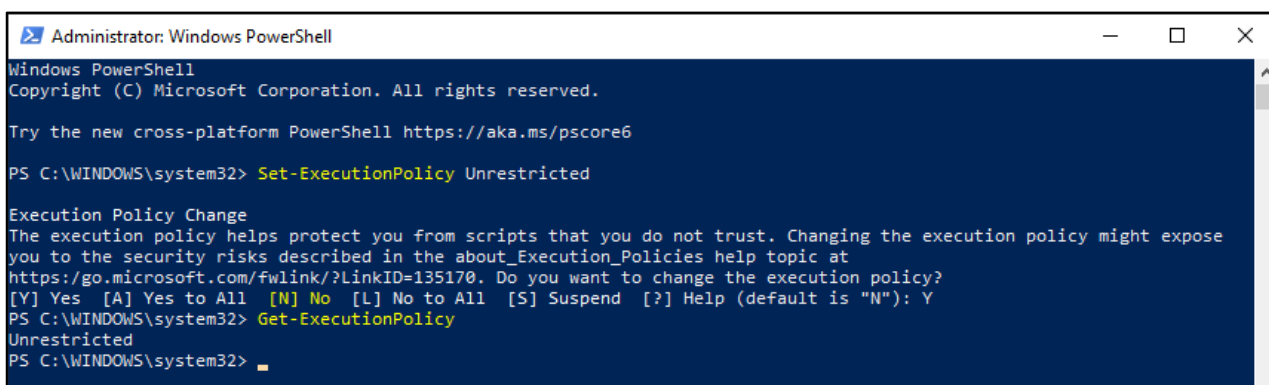 Administrator: Windows PowerShell
Windows PowerShell
Copyright (C) Microsoft Corporation. All rights reserved.
Try the new cross-platform PowerShell https://aka.ms/pscore6
PS C:\WINDOWS\system32> Set-ExecutionPolicy Unrestricted
Execution Policy Change
The execution policy helps protect you from scripts that you do not trust. Changing the execution policy might expose
you to the security risks described in the about_Execution_Policies help topic at
https:/go.microsoft.com/fwlink/?LinkID=135170. Do you want to change the execution policy?
[Y] Yes  [A] Yes to All  [N] No  [L] No to All  [S] Suspend  [?] Help (default is "N"): Y
PS C:\WINDOWS\system32> Get-ExecutionPolicy
Unrestricted
PS C:\WINDOWS\system32>